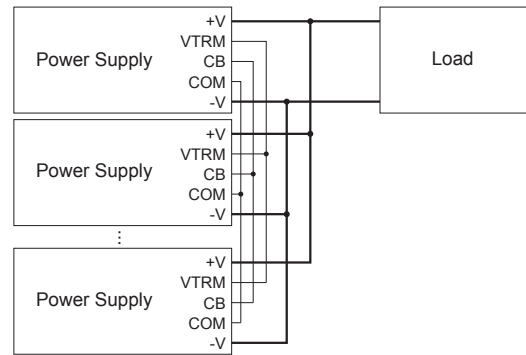 Power Supply
+V
VTRM
CB
COM
-V
Load
Power Supply
+V
VTRM
CB
COM
-V
Power Supply
+V
VTRM
CB
COM
-V